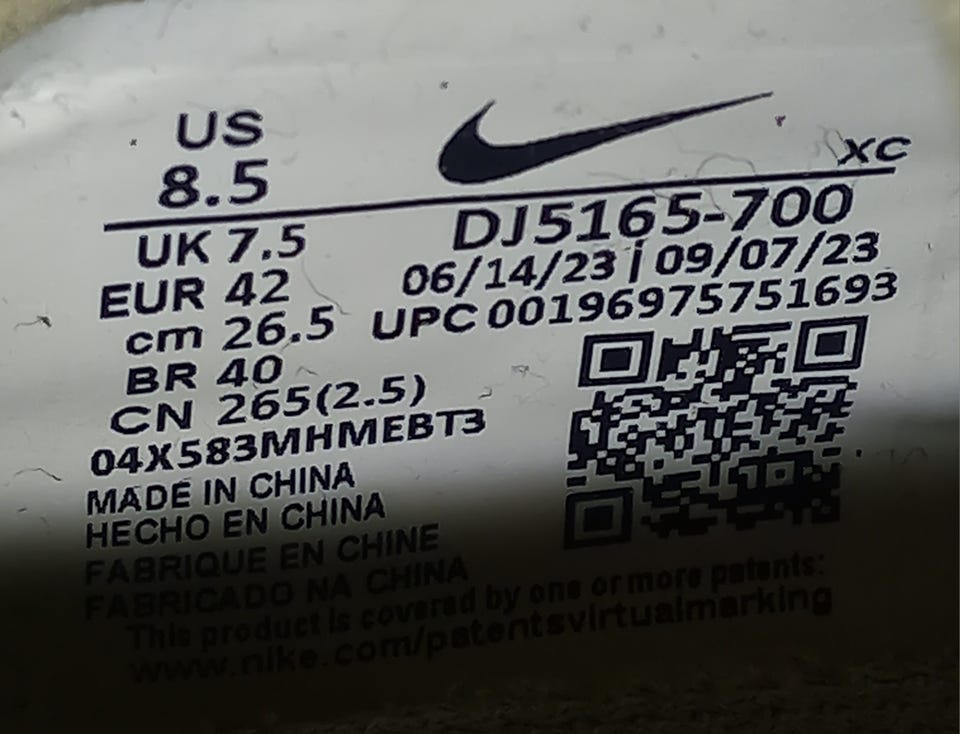 US
8.5
XC
UK 7.5
DJ5165-700
EUR 42
06/14/23 | 09/07/23
cm 26.5
UPC 00196975751693
BR 40
CN 265(2.5)
04X583MHMEBT3
MADE IN CHINA
HECHO EN CHINA
FABRIQUE EN CHINE
FABRICADO NA CHINA
This product is covered by one or more patents:
www.nike.com/patentsvirtualmarking